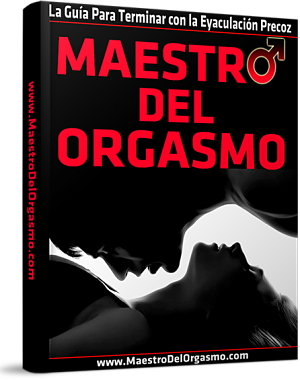 La Guía Para Terminar con la Eyaculación Precoz
MAESTRO
DEL
ORGASMO
www.MaestroDelOrgasmo.com
www.MaestroDelOrgasmo.com